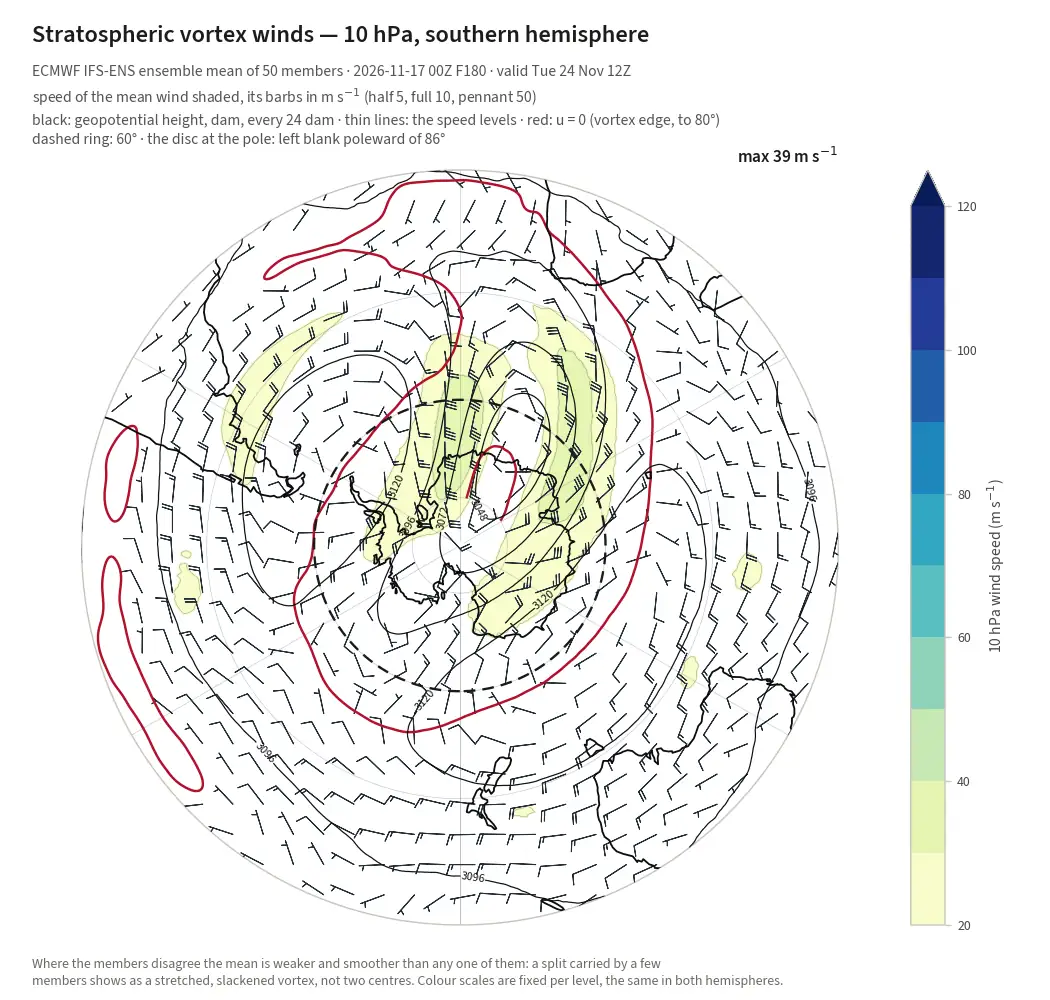 Stratospheric vortex winds — 10 hPa, southern hemisphere
ECMWF IFS-ENS ensemble mean of 50 members · 2026-11-17 00Z F180 · valid Tue 24 Nov 12Z
speed of the mean wind shaded, its barbs in m s⁻¹ (half 5, full 10, pennant 50)
black: geopotential height, dam, every 24 dam · thin lines: the speed levels · red: u = 0 (vortex edge, to 80°)
dashed ring: 60° · the disc at the pole: left blank poleward of 86°
max 39 m s⁻¹
120
100
80
60
40
20
10 hPa wind speed (m s⁻¹)
3120
3072
3048
3096
3120
3120
3096
3096
Where the members disagree the mean is weaker and smoother than any one of them: a split carried by a few
members shows as a stretched, slackened vortex, not two centres. Colour scales are fixed per level, the same in both hemispheres.